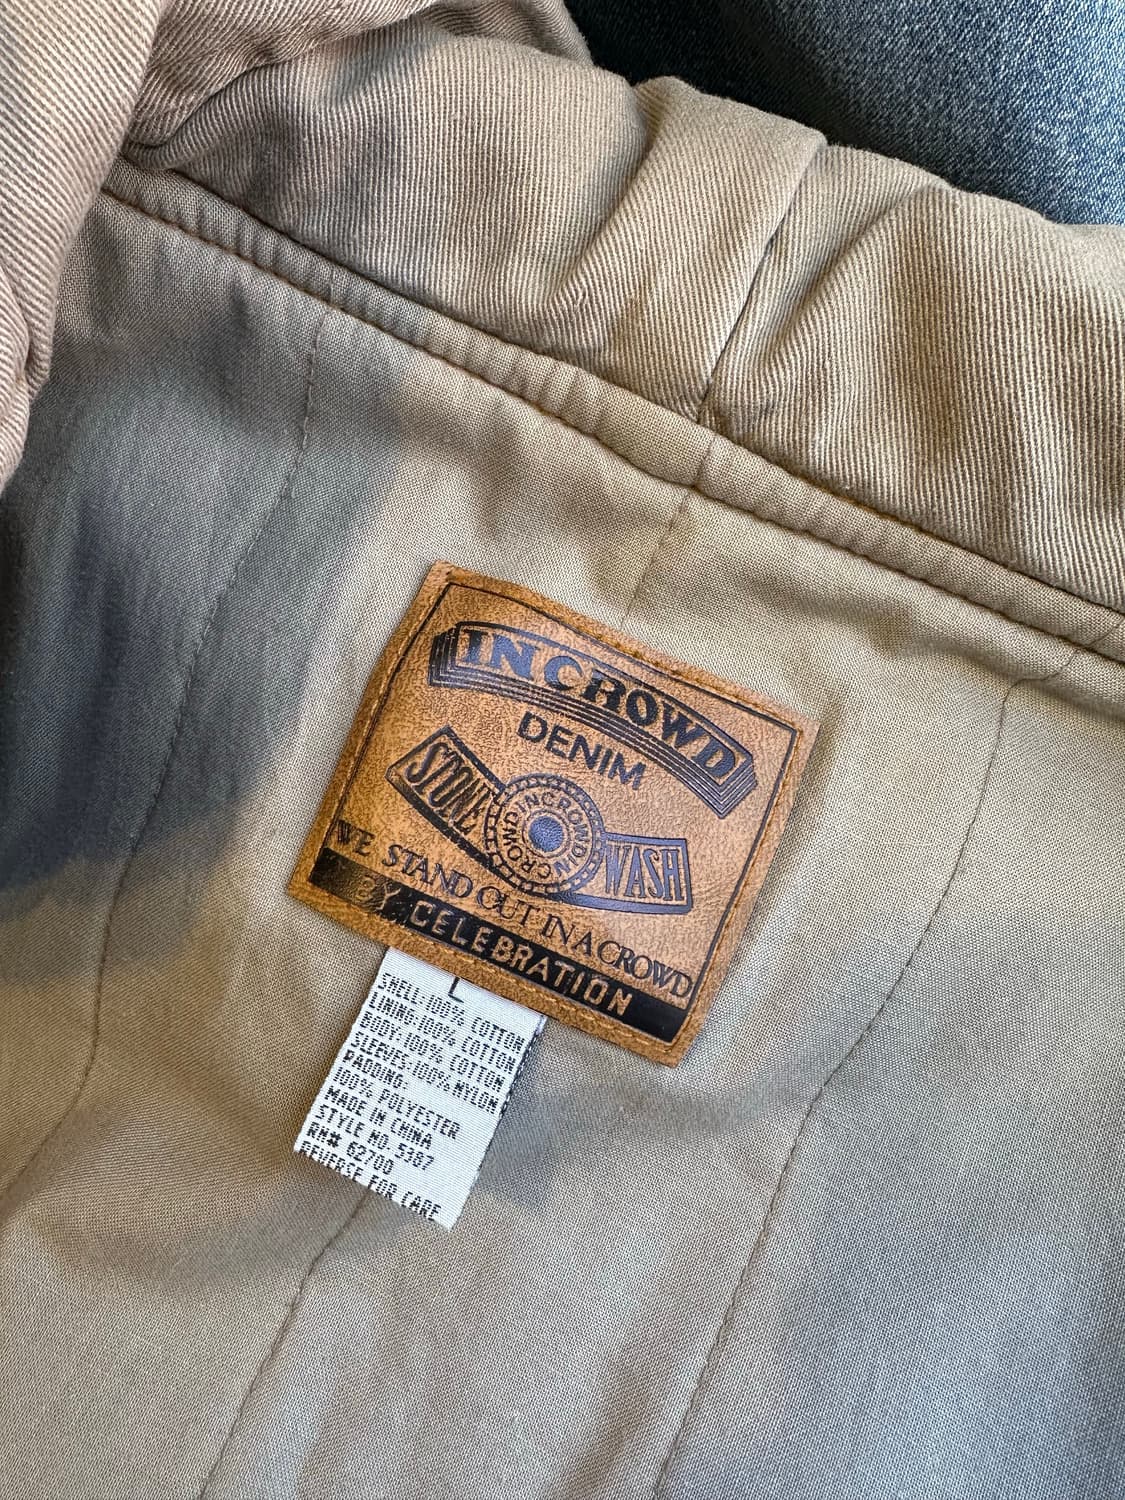 INCROWD
DENIM
STONE WASH
INCROWD INCROWD
WE STAND OUT IN A CROWD
BY CELEBRATION
L
SHELL:100% COTTON
LINING:100% COTTON
BODY:100% COTTON
SLEEVES:100% NYLON
PADDING:
100% POLYESTER
MADE IN CHINA
STYLE NO. 5387
RN# 62700
REVERSE FOR CARE